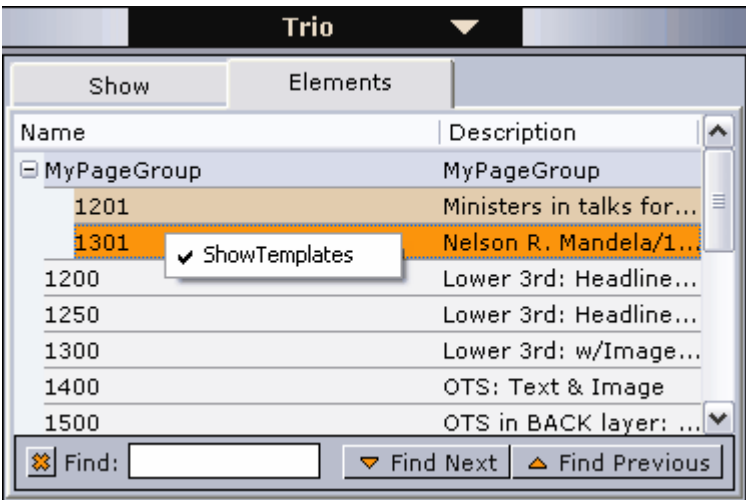 Trio
Show Elements
Name Description
MyPageGroup MyPageGroup
1201 Ministers in talks for...
1301 Nelson R. Mandela/1...
ShowTemplates
1200 Lower 3rd: Headline...
1250 Lower 3rd: Headline...
1300 Lower 3rd: w/Image...
1400 OTS: Text & Image
1500 OTS in BACK layer: ...
Find: Find Next Find Previous